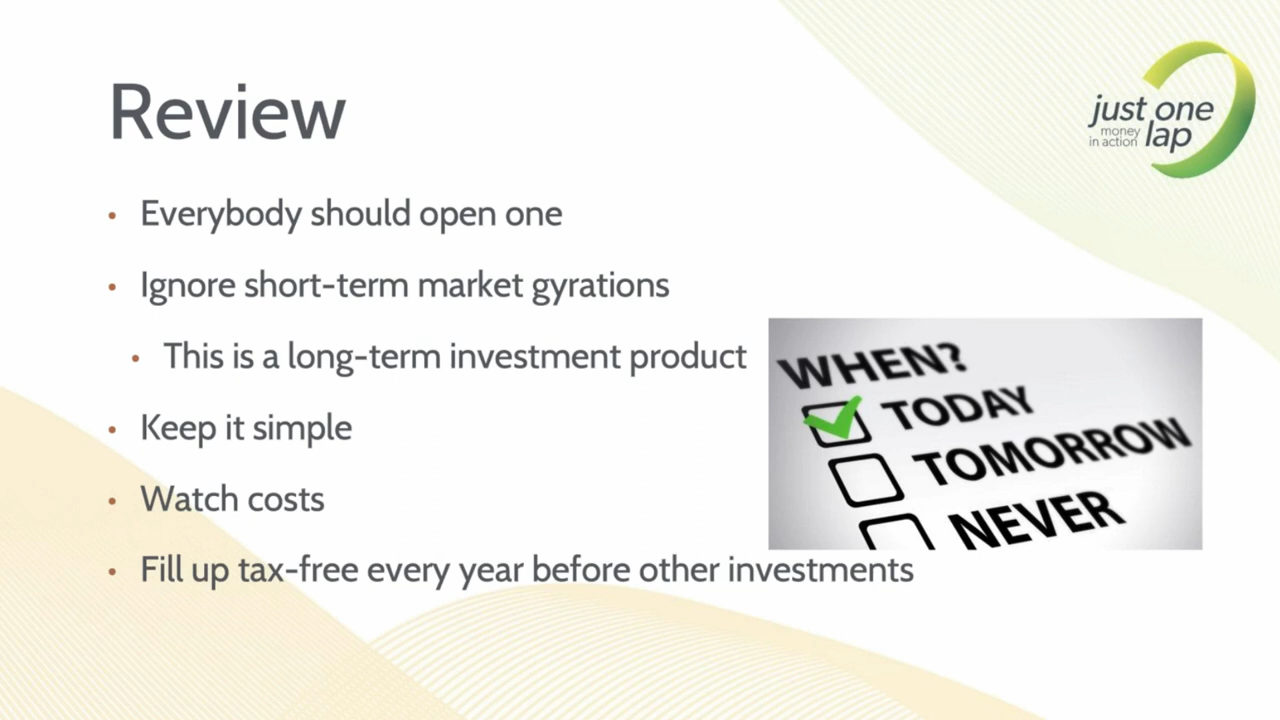 Review
just one
money
in action lap
• Everybody should open one
• Ignore short-term market gyrations
• This is a long-term investment product
• Keep it simple
• Watch costs
• Fill up tax-free every year before other investments
WHEN?
TODAY
TOMORROW
NEVER